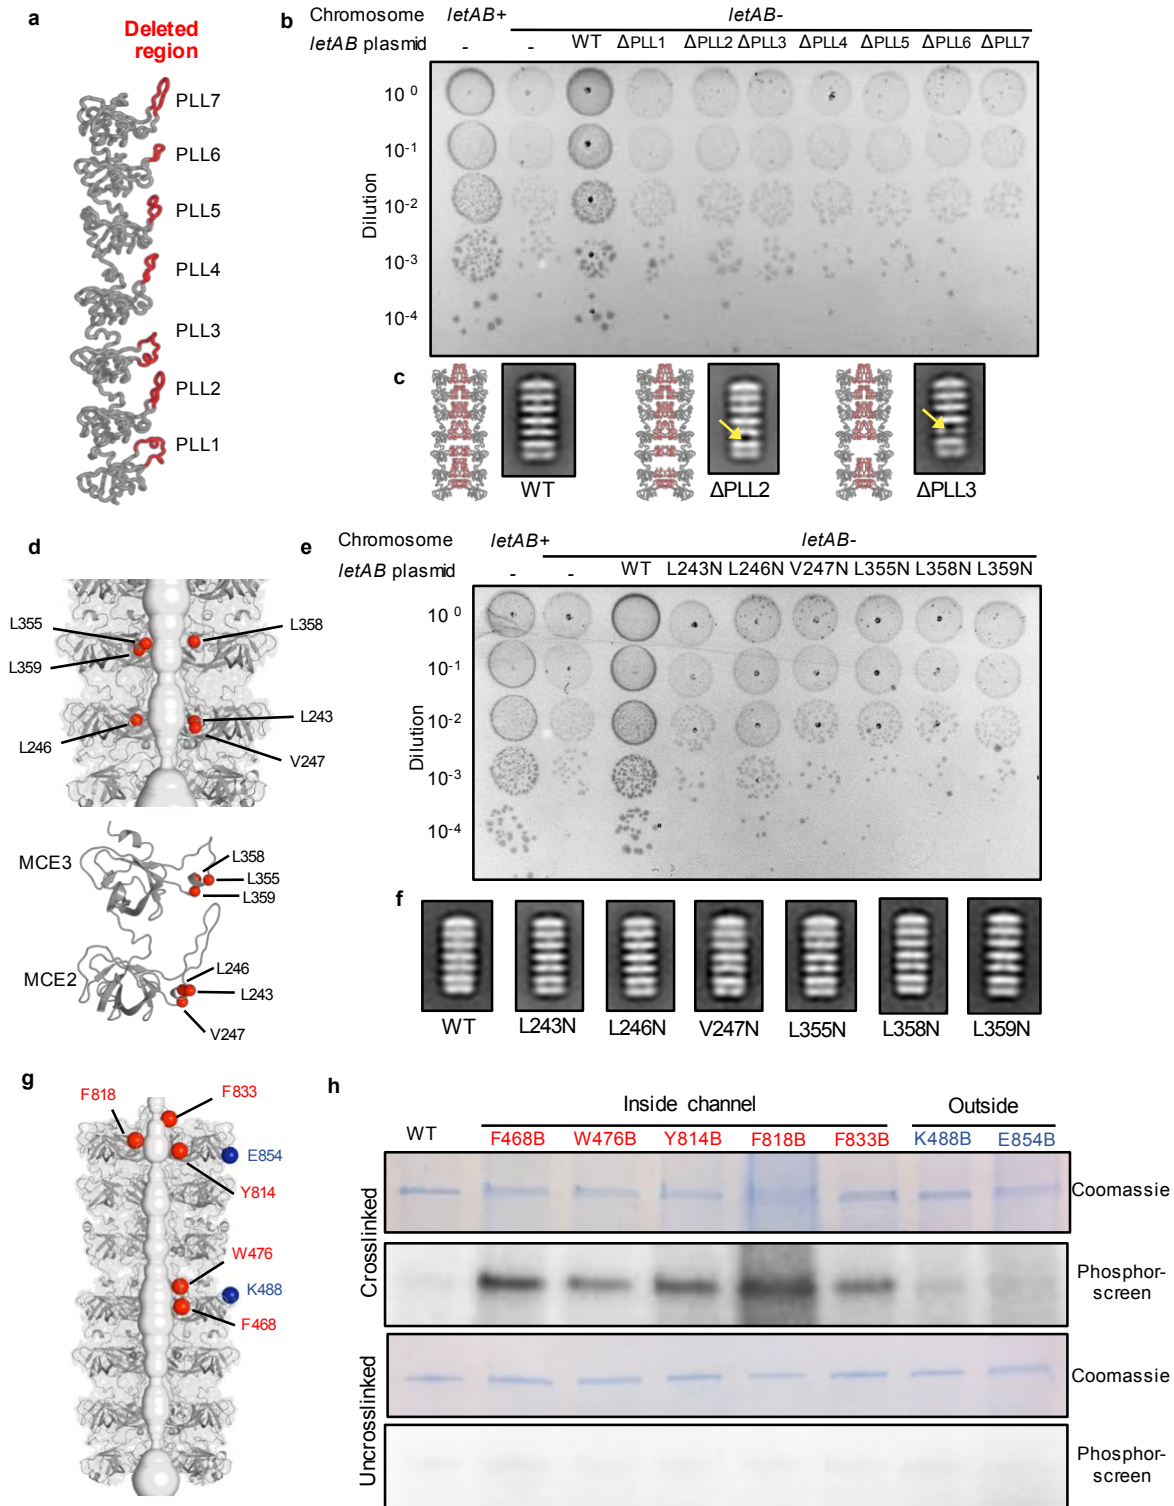 a
Deleted
region
PLL7
PLL6
PLL5
PLL4
PLL3
PLL2
PLL1
b
Chromosome letAB+ letAB-
letAB plasmid - - WT ΔPLL1 ΔPLL2 ΔPLL3 ΔPLL4 ΔPLL5 ΔPLL6 ΔPLL7
Dilution
10 0
10-1
10-2
10-3
10-4
c
WT ΔPLL2 ΔPLL3
d
L355 L358
L359
L246 L243
V247
MCE3 L358
L355
L359
MCE2 L246
L243
V247
e
Chromosome letAB+ letAB-
letAB plasmid - - WT L243N L246N V247N L355N L358N L359N
Dilution
10 0
10-1
10-2
10-3
10-4
f
WT L243N L246N V247N L355N L358N L359N
g
F818 F833
E854
Y814
W476
K488
F468
h
Inside channel Outside
WT F468B W476B Y814B F818B F833B K488B E854B
Crosslinked
Coomassie
Phosphor-
screen
Uncrosslinked
Coomassie
Phosphor-
screen